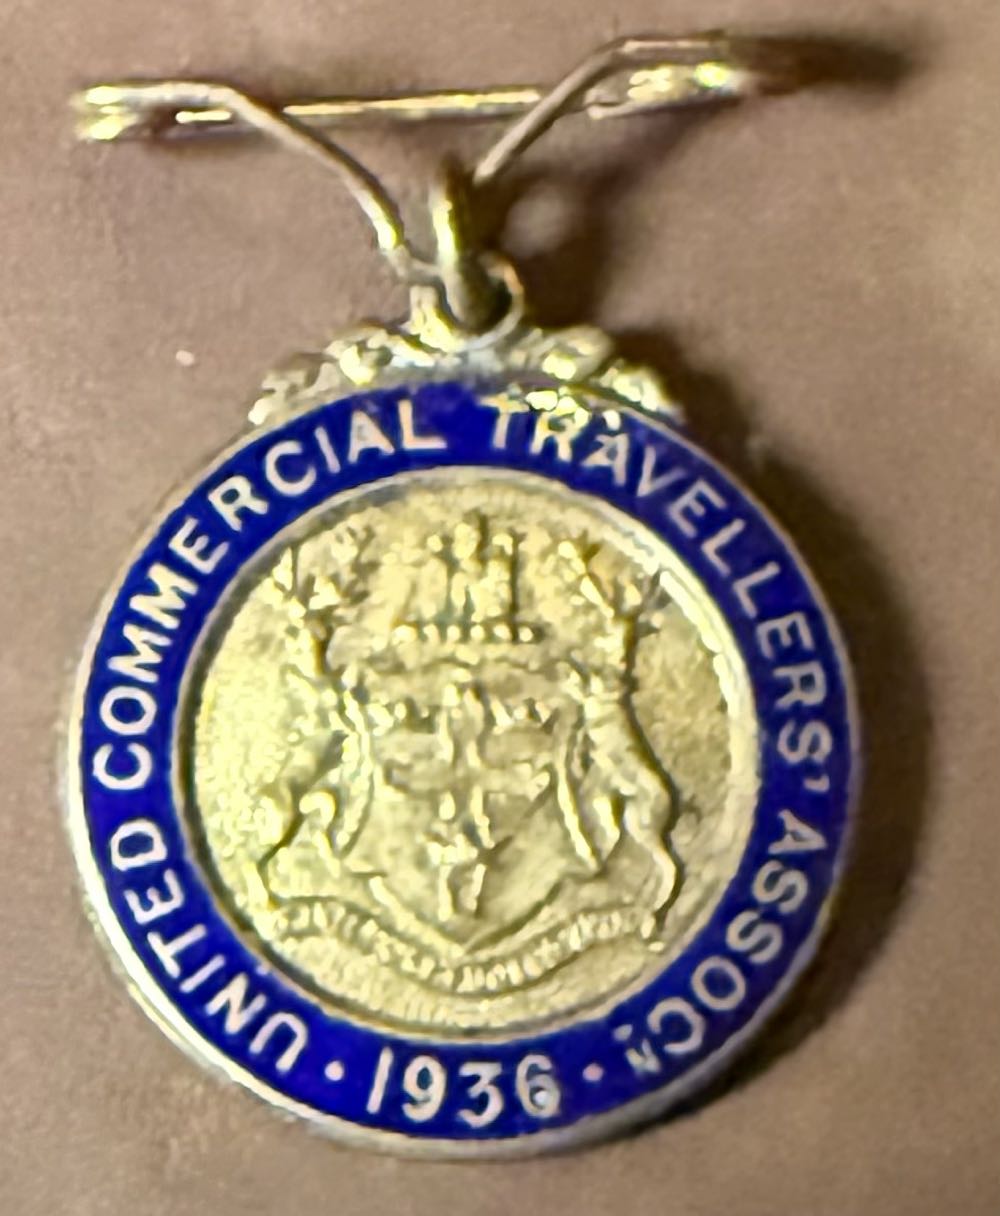 UNITED COMMERCIAL TRAVELLERS' ASSOCN
· 1936 ·